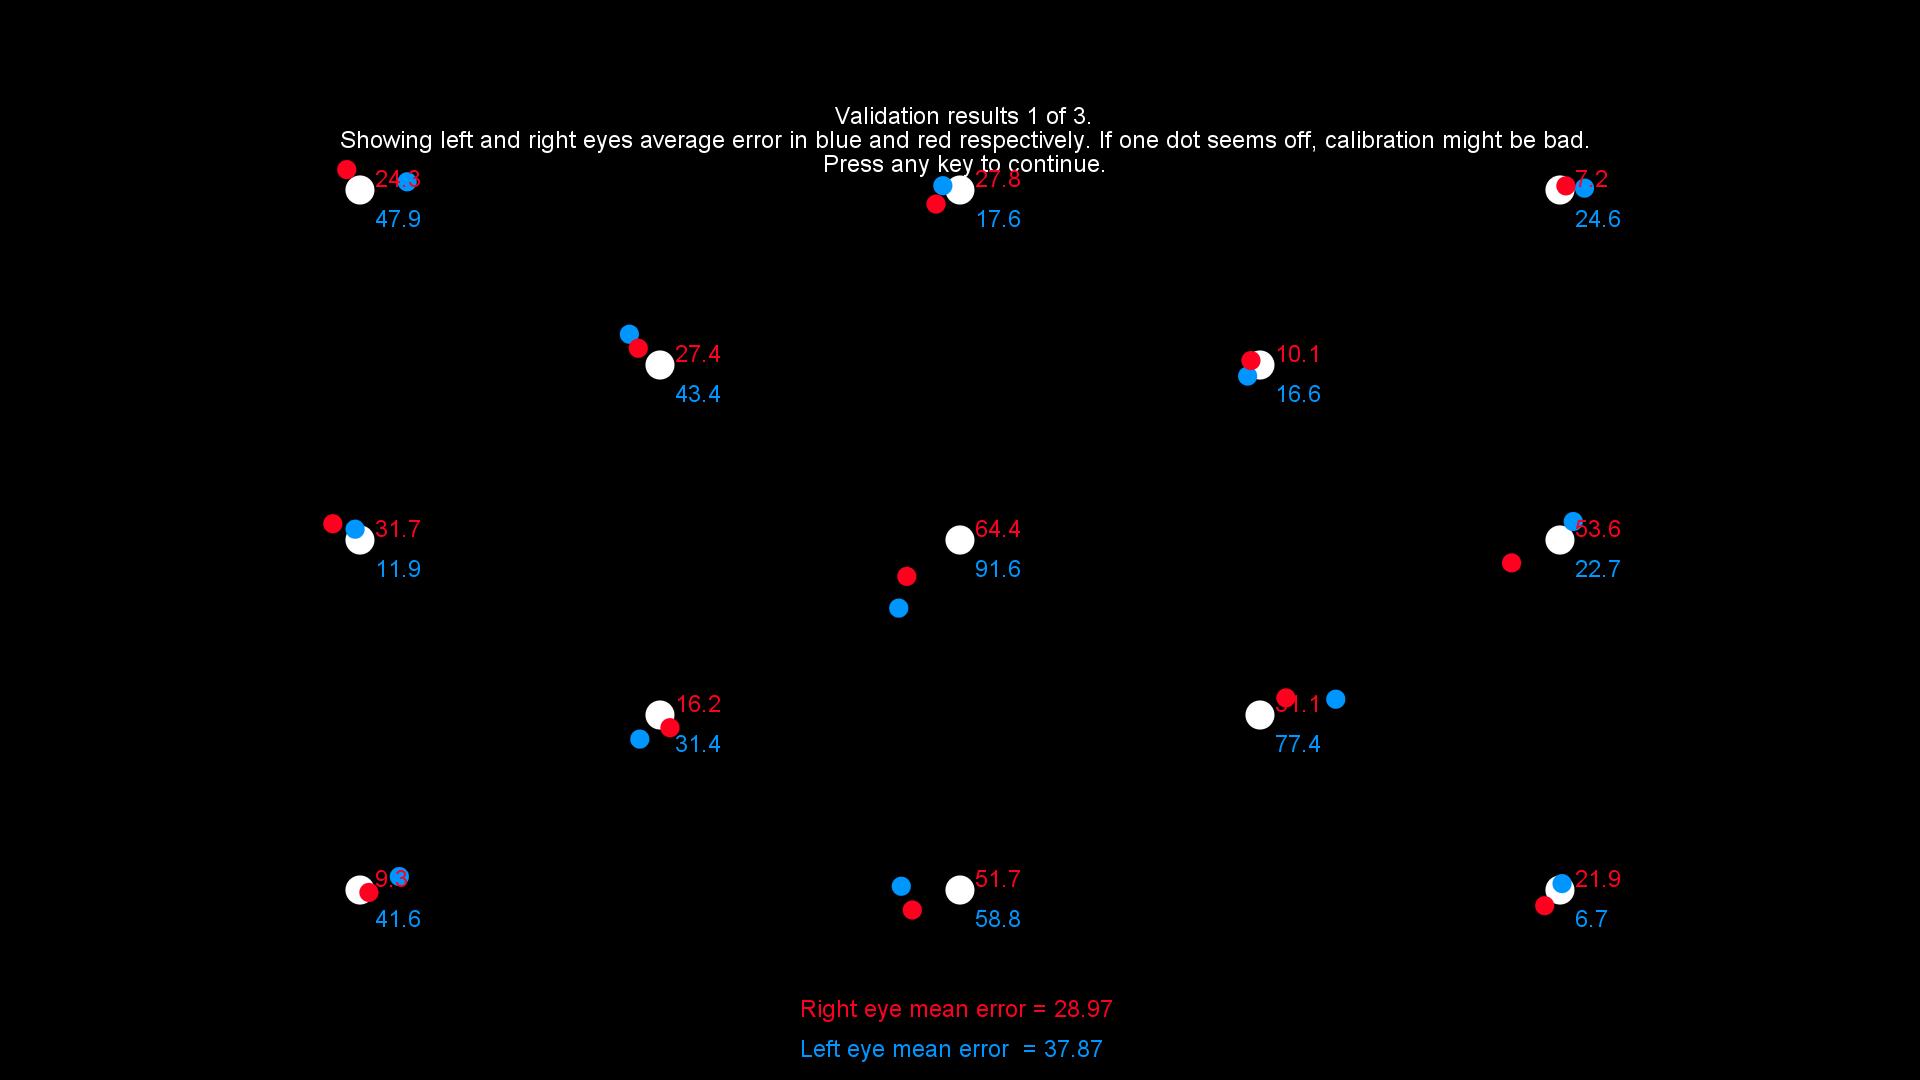 Validation results 1 of 3.
Showing left and right eyes average error in blue and red respectively. If one dot seems off, calibration might be bad.
Press any key to continue.
24.3 27.8 7.2
47.9 17.6 24.6
27.4 10.1
43.4 16.6
31.7 64.4 53.6
11.9 91.6 22.7
16.2 31.1
31.4 77.4
9.3 51.7 21.9
41.6 58.8 6.7
Right eye mean error = 28.97
Left eye mean error = 37.87